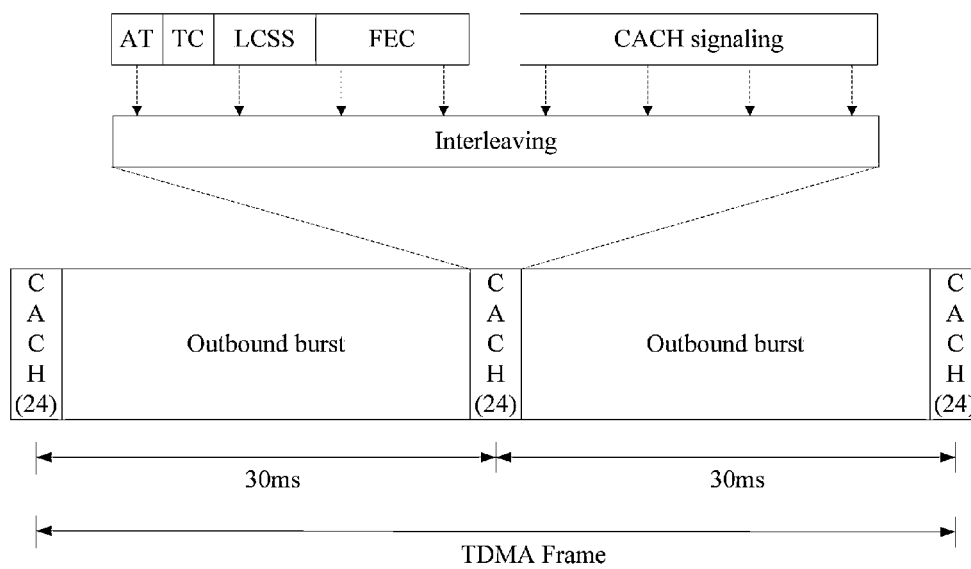 AT TC LCSS FEC CACH signaling
Interleaving
C
A
C
H
(24)
Outbound burst
C
A
C
H
(24)
Outbound burst
C
A
C
H
(24)
30ms 30ms
TDMA Frame